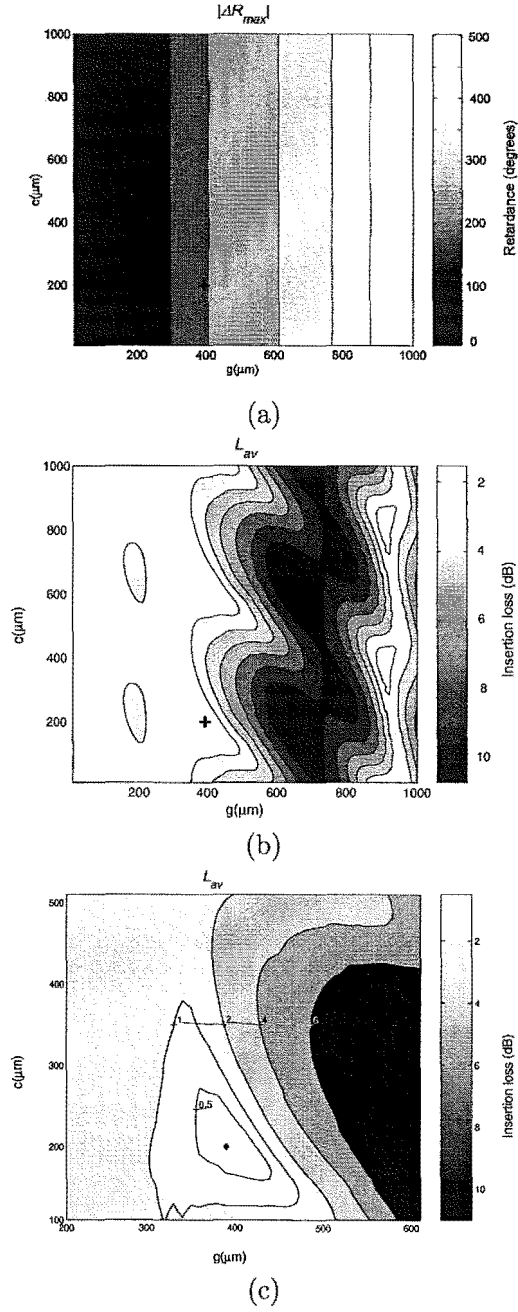 |ΔR_max|
1000
800
600
400
200
c(μm)
200 400 600 800 1000
g(μm)
500
400
300
200
100
0
Retardance (degrees)
(a)
L_av
1000
800
600
400
200
c(μm)
200 400 600 800 1000
g(μm)
2
4
6
8
10
Insertion loss (dB)
(b)
L_av
500
400
300
200
100
c(μm)
1 2 4 6
0.5
200 300 400 500 600
g(μm)
2
4
6
8
10
Insertion loss (dB)
(c)